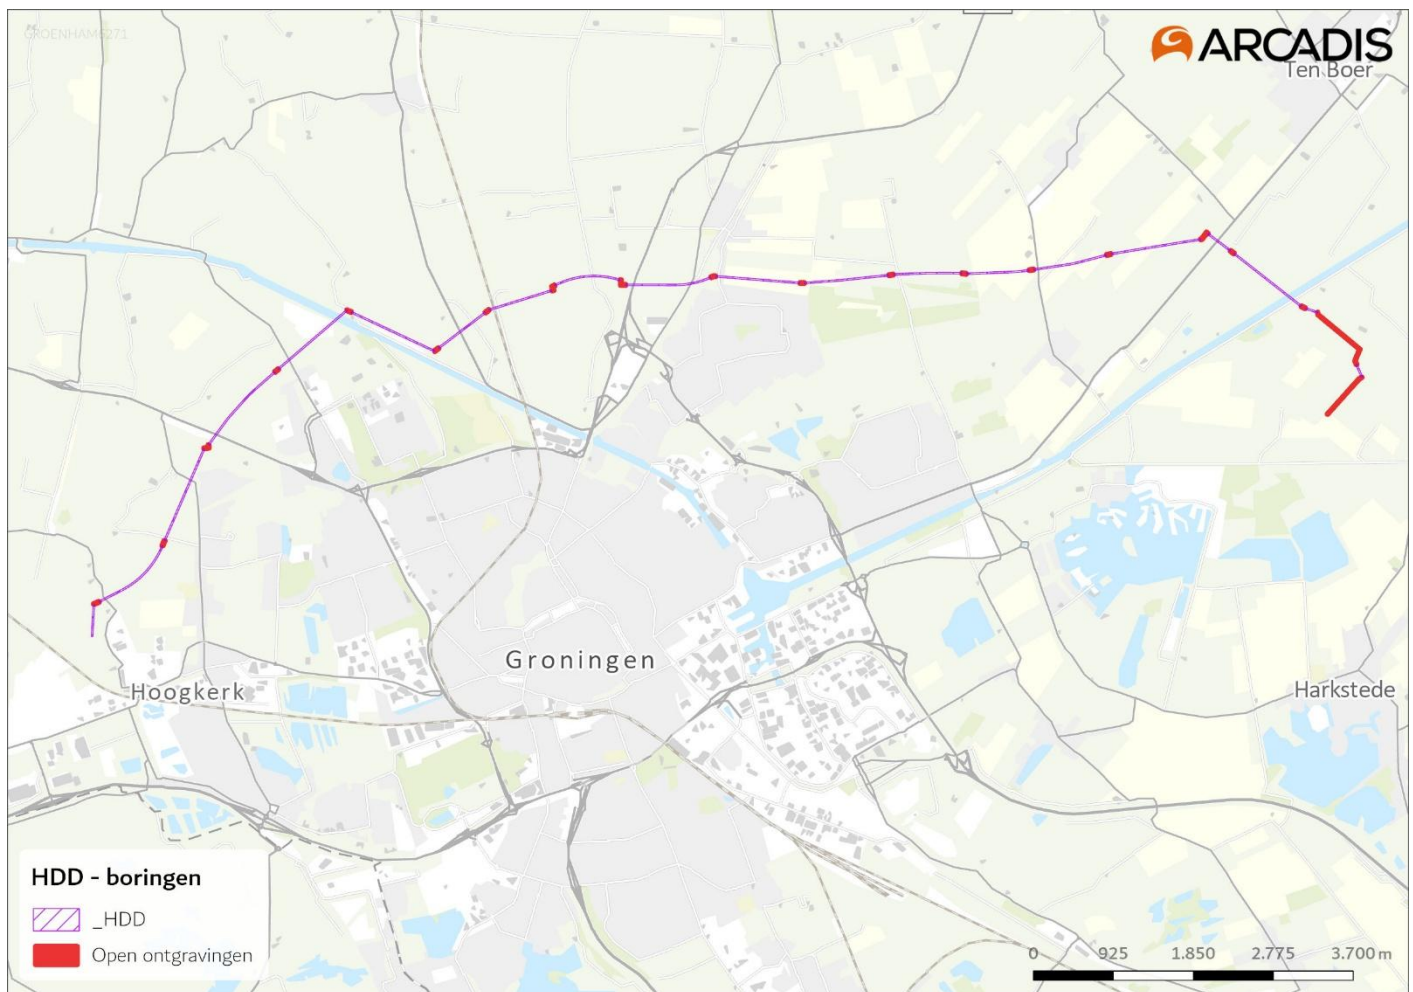 GROENHAM6271
ARCADIS
Ten Boer
Groningen
Hoogkerk
Harkstede
HDD - boringen
_HDD
Open ontgravingen
0 925 1.850 2.775 3.700 m